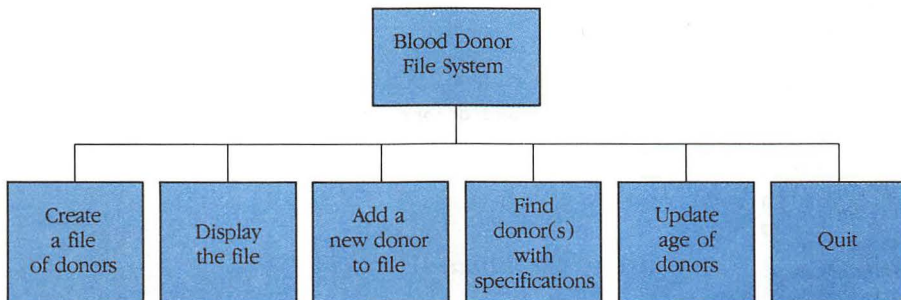 Blood Donor
File System
Create
a file
of donors
Display
the file
Add a
new donor
to file
Find
donor(s)
with
specifications
Update
age of
donors
Quit